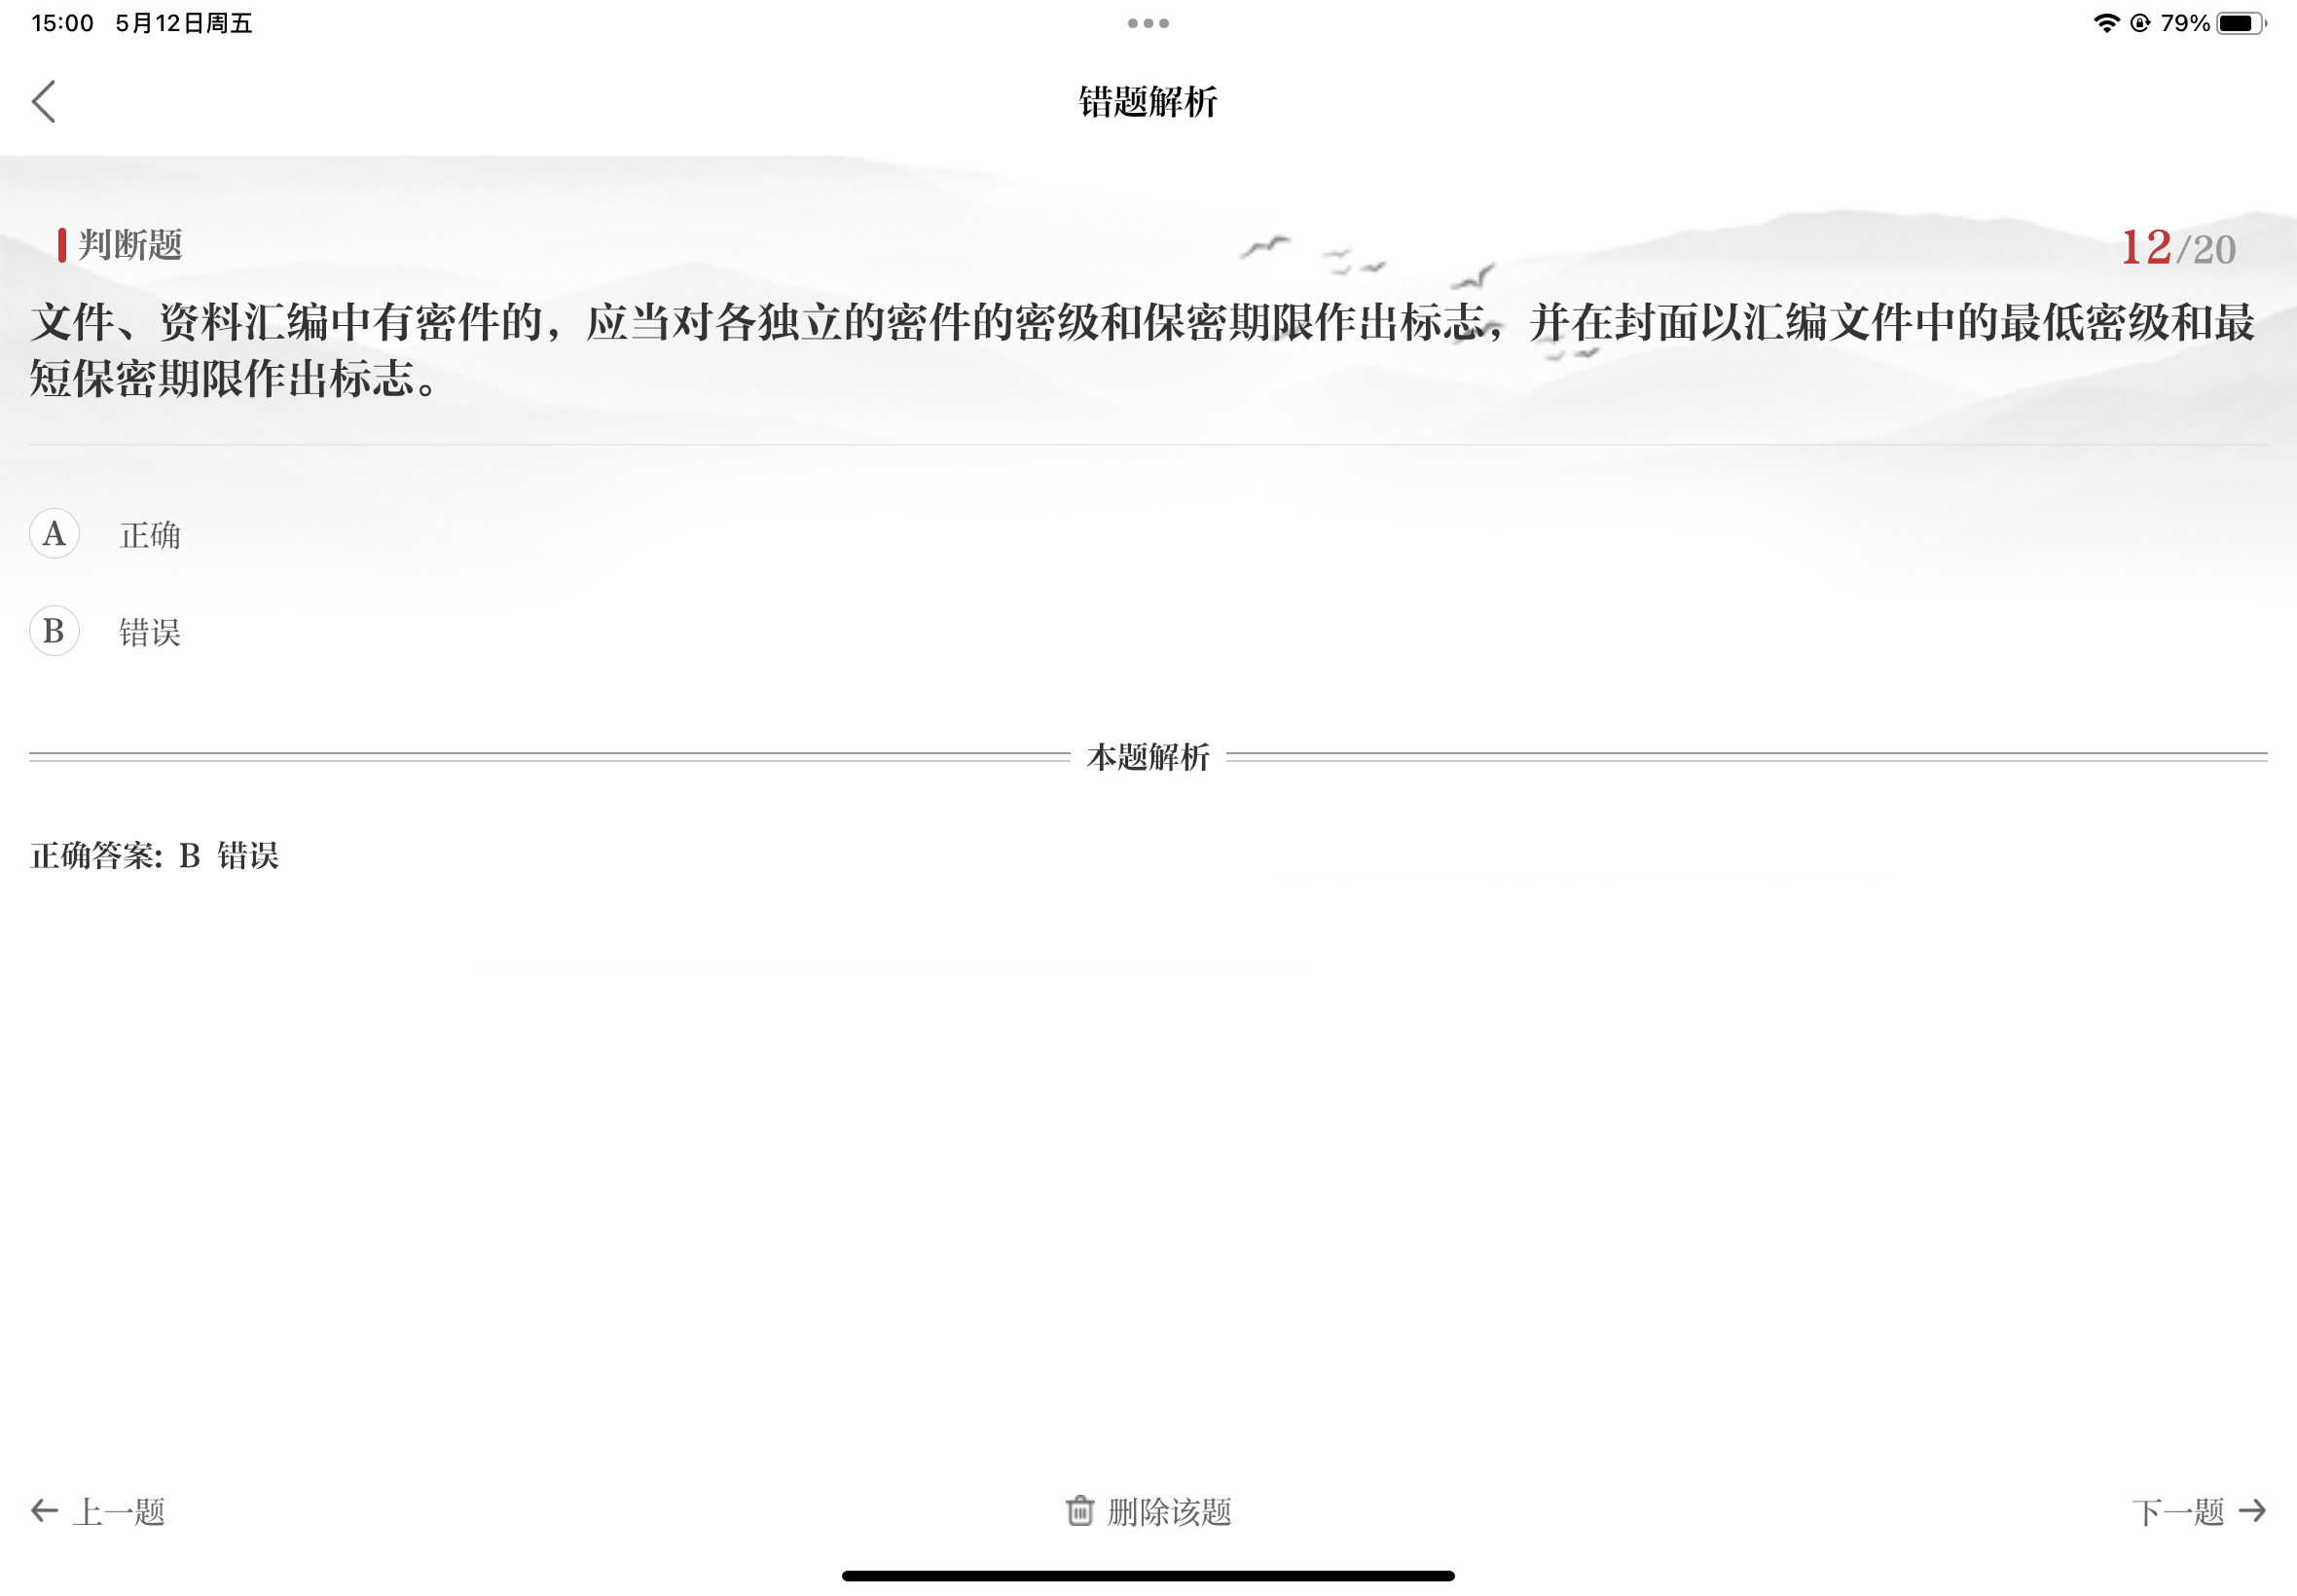 15:00 5月12日周五
79%
错题解析
判断题
12/20
文件、资料汇编中有密件的，应当对各独立的密件的密级和保密期限作出标志，并在封面以汇编文件中的最低密级和最
短保密期限作出标志。
A 正确
B 错误
本题解析
正确答案: B 错误
上一题
删除该题
下一题